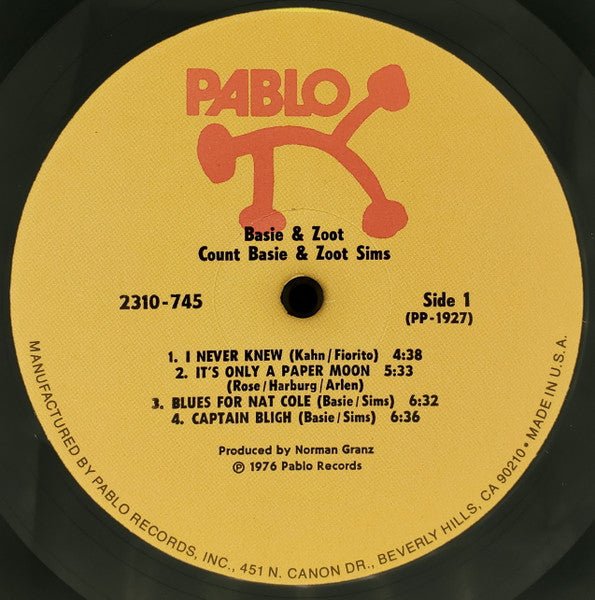 PABLO
Basie & Zoot
Count Basie & Zoot Sims
2310-745
Side 1
(PP-1927)
1. I NEVER KNEW (Kahn/Fiorito) 4:38
2. IT'S ONLY A PAPER MOON 5:33
(Rose/Harburg/Arlen)
3. BLUES FOR NAT COLE (Basie/Sims) 6:32
4. CAPTAIN BLIGH (Basie/Sims) 6:36
Produced by Norman Granz
℗ 1976 Pablo Records
MANUFACTURED BY PABLO RECORDS, INC., 451 N. CANON DR., BEVERLY HILLS, CA 90210 • MADE IN U.S.A.